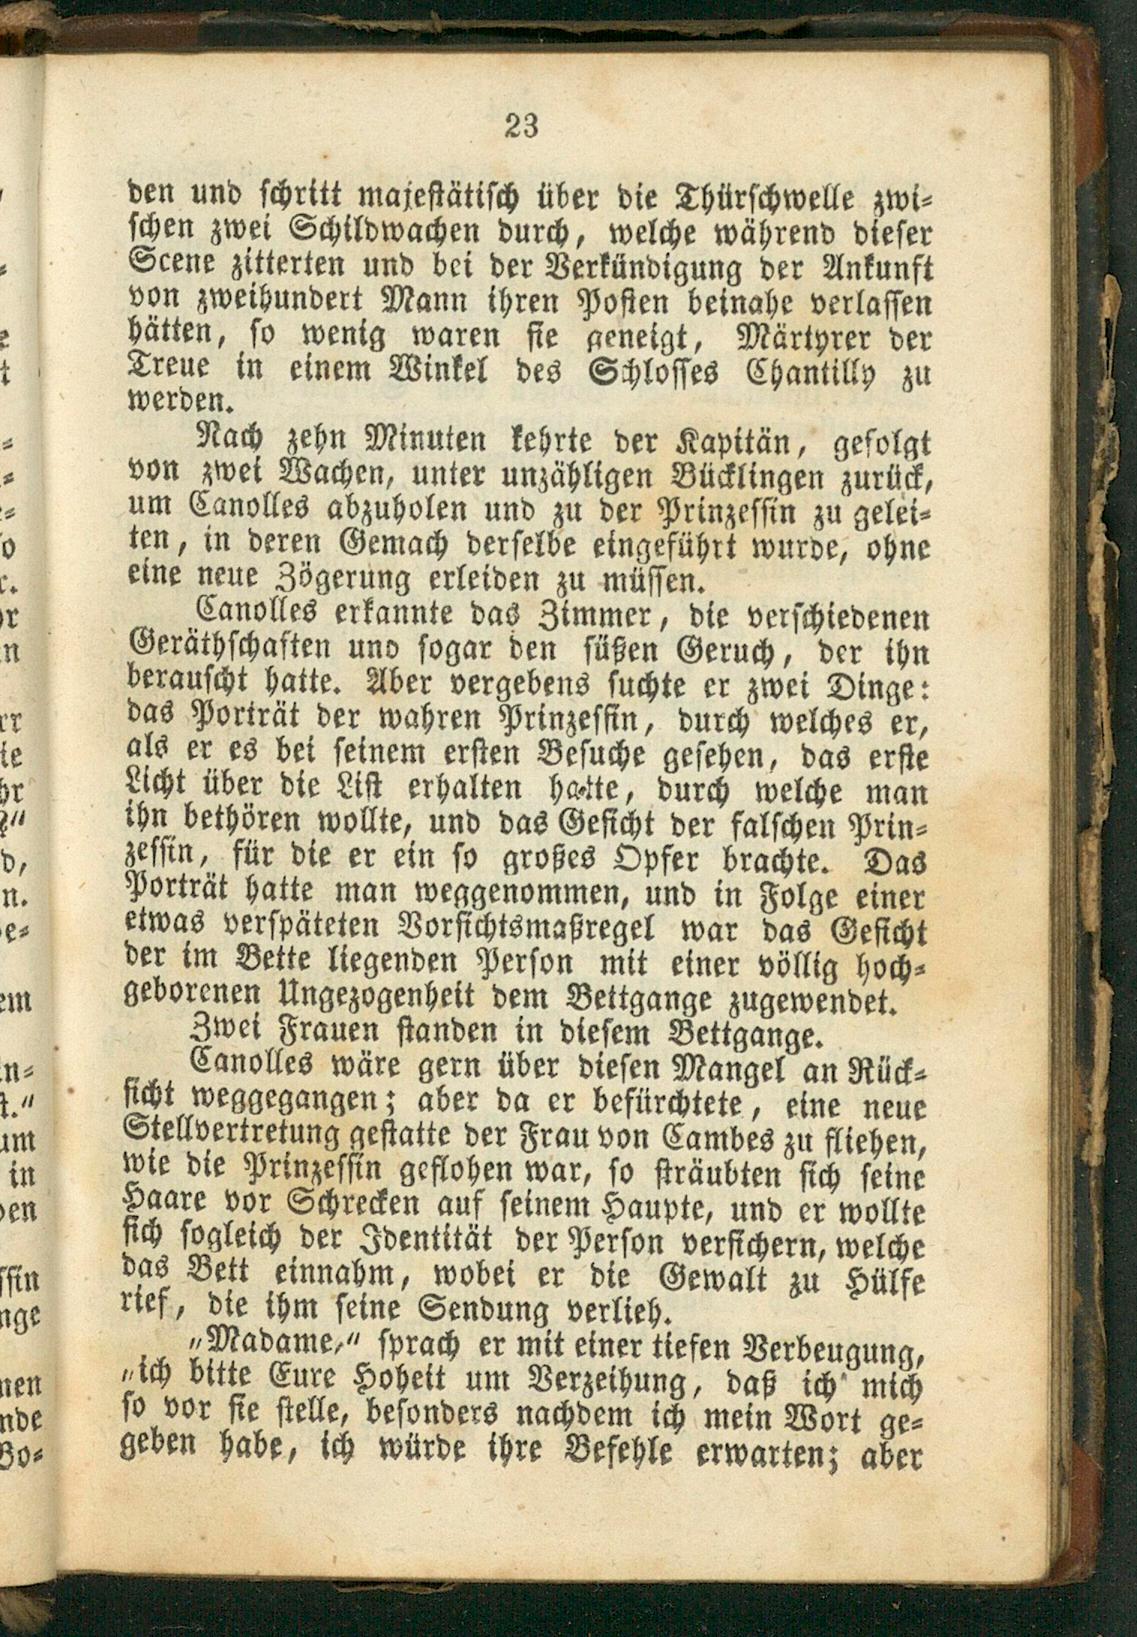 23
den und schritt majestätisch über die Thürschwelle zwi-
schen zwei Schildwachen durch, welche während dieser
Scene zitterten und bei der Verkündigung der Ankunft
von zweihundert Mann ihren Posten beinahe verlassen
hätten, so wenig waren sie geneigt, Märtyrer der
Treue in einem Winkel des Schlosses Chantilly zu
werden.
Nach zehn Minuten kehrte der Kapitän, gefolgt
von zwei Wachen, unter unzähligen Bücklingen zurück,
um Canolles abzuholen und zu der Prinzessin zu gelei-
ten, in deren Gemach derselbe eingeführt wurde, ohne
eine neue Zögerung erleiden zu müssen.
Canolles erkannte das Zimmer, die verschiedenen
Geräthschaften und sogar den süßen Geruch, der ihn
berauscht hatte. Aber vergebens suchte er zwei Dinge:
das Porträt der wahren Prinzessin, durch welches er,
als er es bei seinem ersten Besuche gesehen, das erste
Licht über die List erhalten hatte, durch welche man
ihn bethören wollte, und das Gesicht der falschen Prin-
zessin, für die er ein so großes Opfer brachte. Das
Porträt hatte man weggenommen, und in Folge einer
etwas verspäteten Vorsichtsmaßregel war das Gesicht
der im Bette liegenden Person mit einer völlig hoch-
geborenen Ungezogenheit dem Bettgange zugewendet.
Zwei Frauen standen in diesem Bettgange.
Canolles wäre gern über diesen Mangel an Rück-
sicht weggegangen; aber da er befürchtete, eine neue
Stellvertretung gestatte der Frau von Cambes zu fliehen,
wie die Prinzessin geflohen war, so sträubten sich seine
Haare vor Schrecken auf seinem Haupte, und er wollte
sich sogleich der Identität der Person versichern, welche
das Bett einnahm, wobei er die Gewalt zu Hülfe
rief, die ihm seine Sendung verlieh.
„Madame,“ sprach er mit einer tiefen Verbeugung,
„ich bitte Eure Hoheit um Verzeihung, daß ich mich
so vor sie stelle, besonders nachdem ich mein Wort ge-
geben habe, ich würde ihre Befehle erwarten; aber